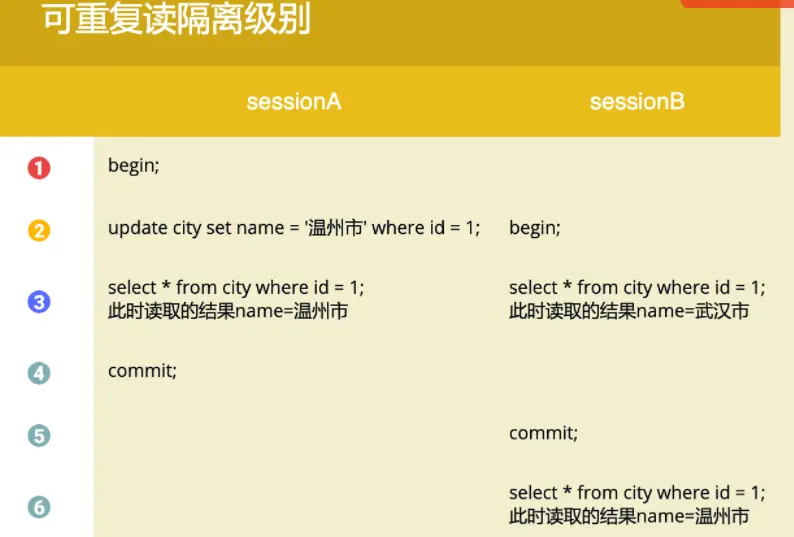 可重复读隔离级别
sessionA
sessionB
1
begin;
2
update city set name = '温州市' where id = 1;
begin;
3
select * from city where id = 1;
此时读取的结果name=温州市
select * from city where id = 1;
此时读取的结果name=武汉市
4
commit;
5
commit;
6
select * from city where id = 1;
此时读取的结果name=温州市